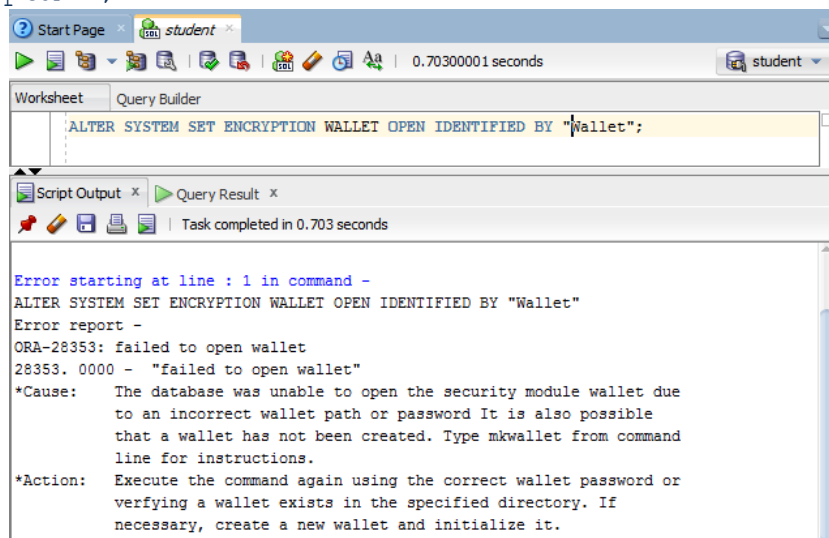 Start Page
student
0.70300001 seconds
student
Worksheet Query Builder
ALTER SYSTEM SET ENCRYPTION WALLET OPEN IDENTIFIED BY "Wallet";
Script Output x Query Result x
Task completed in 0.703 seconds
Error starting at line : 1 in command -
ALTER SYSTEM SET ENCRYPTION WALLET OPEN IDENTIFIED BY "Wallet"
Error report -
ORA-28353: failed to open wallet
28353. 0000 - "failed to open wallet"
*Cause: The database was unable to open the security module wallet due
to an incorrect wallet path or password It is also possible
that a wallet has not been created. Type mkwallet from command
line for instructions.
*Action: Execute the command again using the correct wallet password or
verfying a wallet exists in the specified directory. If
necessary, create a new wallet and initialize it.